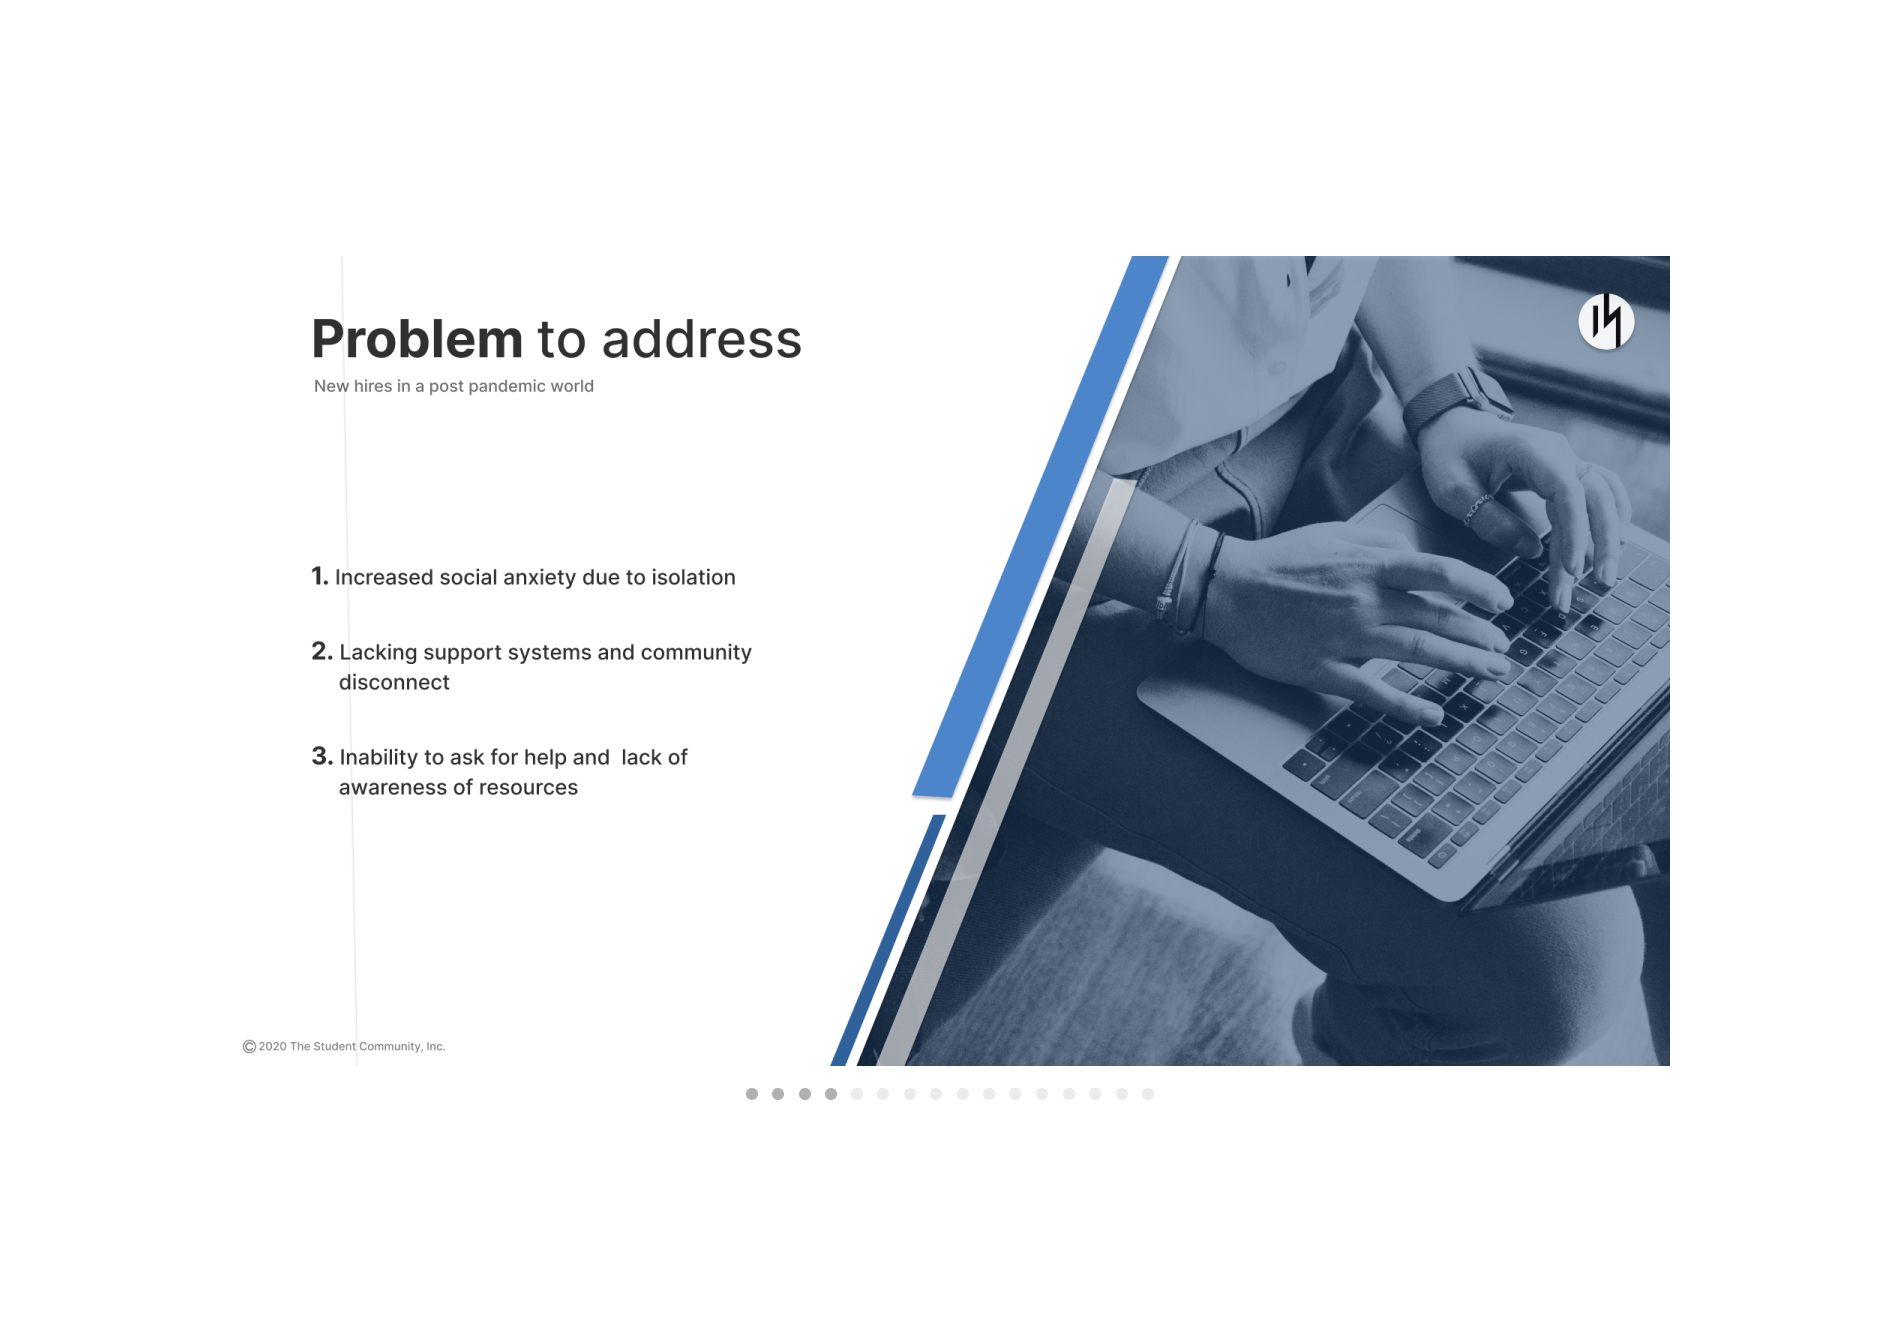 Problem to address
New hires in a post pandemic world
1. Increased social anxiety due to isolation
2. Lacking support systems and community
disconnect
3. Inability to ask for help and  lack of
awareness of resources
©2020 The Student Community, Inc.